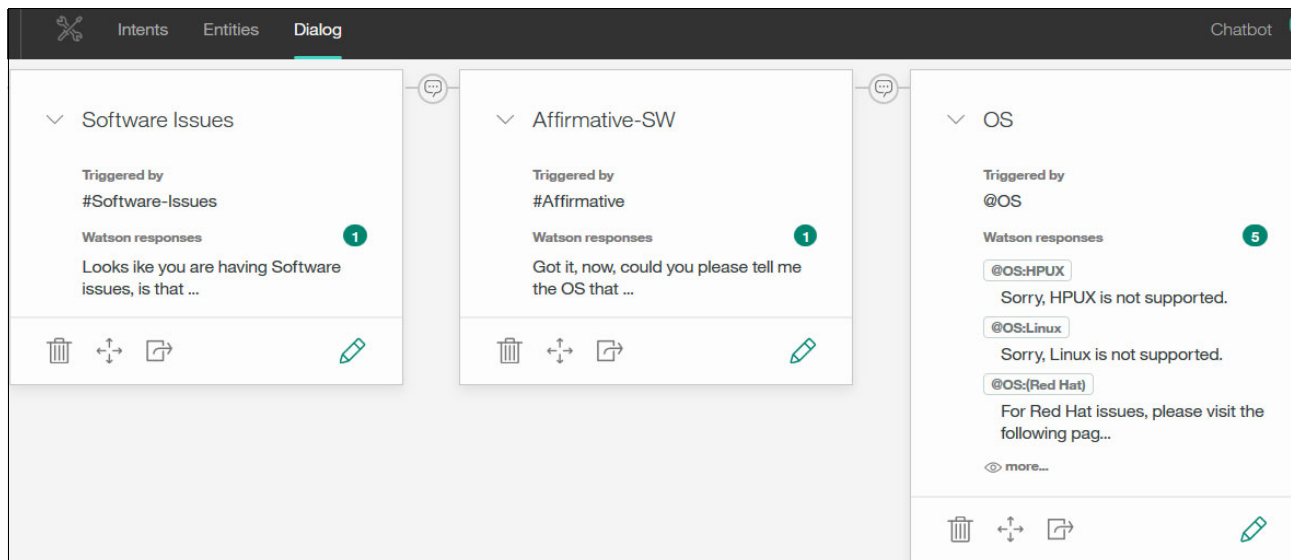 Intents Entities Dialog Chatbot
Software Issues
Triggered by
#Software-Issues
Watson responses 1
Looks ike you are having Software
issues, is that ...
Affirmative-SW
Triggered by
#Affirmative
Watson responses 1
Got it, now, could you please tell me
the OS that ...
OS
Triggered by
@OS
Watson responses 5
@OS:HPUX
Sorry, HPUX is not supported.
@OS:Linux
Sorry, Linux is not supported.
@OS:(Red Hat)
For Red Hat issues, please visit the
following pag...
more...